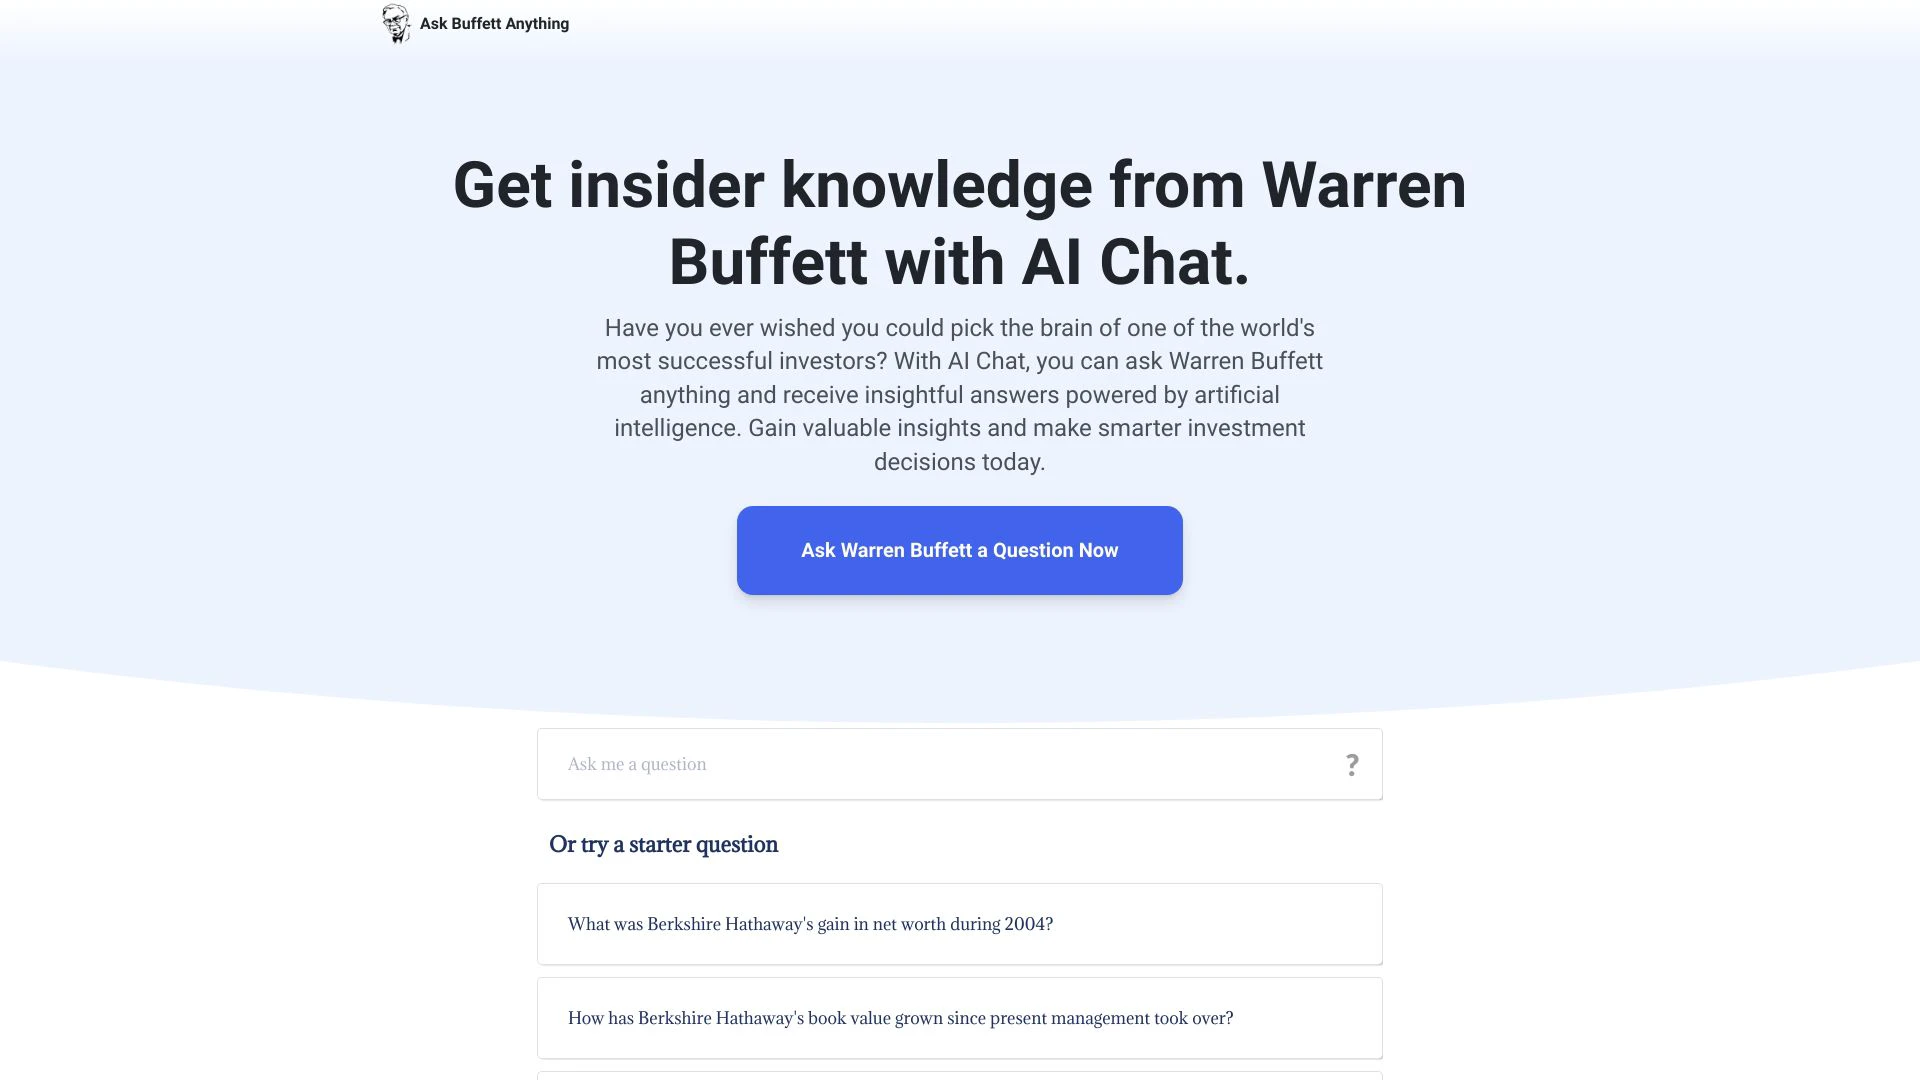 Ask Buffett Anything
Get insider knowledge from Warren
Buffett with AI Chat.
Have you ever wished you could pick the brain of one of the world's
most successful investors? With AI Chat, you can ask Warren Buffett
anything and receive insightful answers powered by artificial
intelligence. Gain valuable insights and make smarter investment
decisions today.
Ask Warren Buffett a Question Now
Ask me a question
?
Or try a starter question
What was Berkshire Hathaway's gain in net worth during 2004?
How has Berkshire Hathaway's book value grown since present management took over?